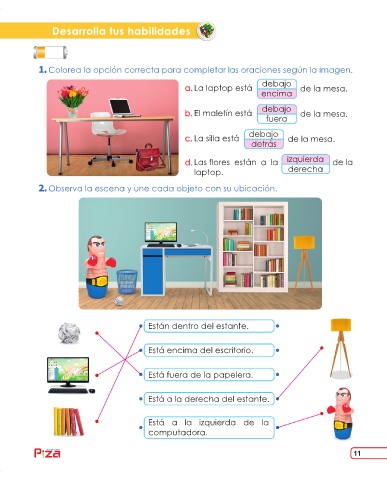 Desarrolla tus habilidades
1. Colorea la opción correcta para completar las oraciones según la imagen.
a. La laptop está debajo encima de la mesa.
b. El maletín está debajo fuera de la mesa.
c. La silla está debajo detrás de la mesa.
d. Las flores están a la izquierda derecha de la
laptop.
2. Observa la escena y une cada objeto con su ubicación.
Están dentro del estante.
Está encima del escritorio.
Está fuera de la papelera.
Está a la derecha del estante.
Está a la izquierda de la
computadora.
P:za
11